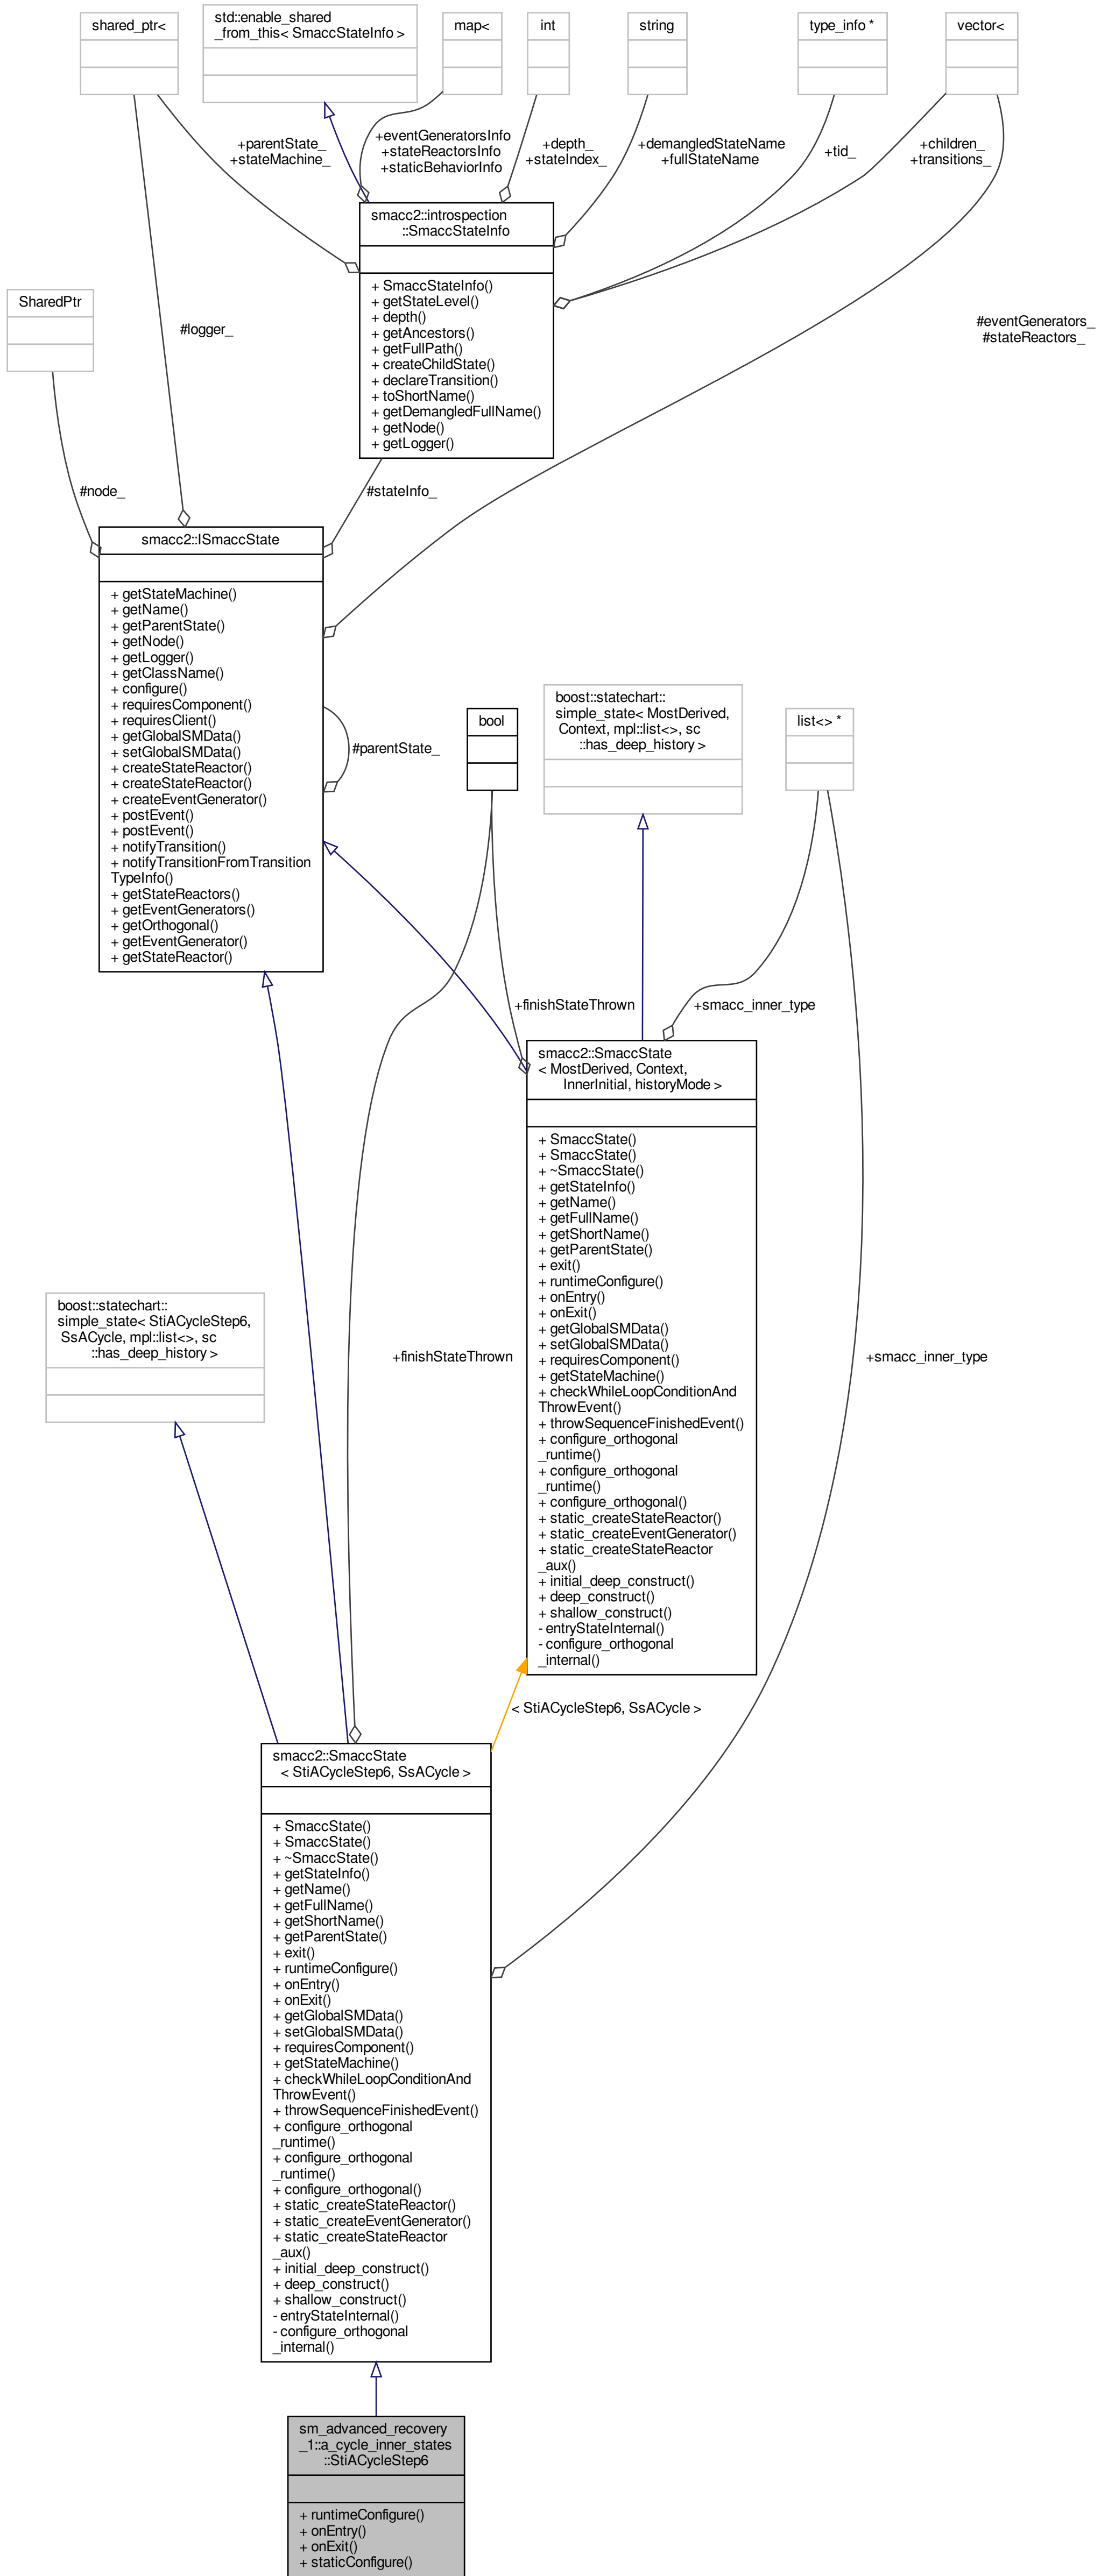 shared_ptr<
std::enable_shared
_from_this< SmaccStateInfo >
map<
int
string
type_info *
vector<
+parentState_
+stateMachine_
+eventGeneratorsInfo
+stateReactorsInfo
+staticBehaviorInfo
+depth_
+stateIndex_
+demangledStateName
+fullStateName
+tid_
+children_
+transitions_
smacc2::introspection
::SmaccStateInfo
+ SmaccStateInfo()
+ getStateLevel()
+ depth()
+ getAncestors()
+ getFullPath()
+ createChildState()
+ declareTransition()
+ toShortName()
+ getDemangledFullName()
+ getNode()
+ getLogger()
SharedPtr
#logger_
#eventGenerators_
#stateReactors_
#node_
#stateInfo_
smacc2::ISmaccState
+ getStateMachine()
+ getName()
+ getParentState()
+ getNode()
+ getLogger()
+ getClassName()
+ configure()
+ requiresComponent()
+ requiresClient()
+ getGlobalSMData()
+ setGlobalSMData()
+ createStateReactor()
+ createStateReactor()
+ createEventGenerator()
+ postEvent()
+ postEvent()
+ notifyTransition()
+ notifyTransitionFromTransition
TypeInfo()
+ getStateReactors()
+ getEventGenerators()
+ getOrthogonal()
+ getEventGenerator()
+ getStateReactor()
#parentState_
bool
boost::statechart::
simple_state< MostDerived,
Context, mpl::list<>, sc
::has_deep_history >
list<> *
+finishStateThrown
+smacc_inner_type
smacc2::SmaccState
< MostDerived, Context,
InnerInitial, historyMode >
+ SmaccState()
+ SmaccState()
+ ~SmaccState()
+ getStateInfo()
+ getName()
+ getFullName()
+ getShortName()
+ getParentState()
+ exit()
+ runtimeConfigure()
+ onEntry()
+ onExit()
+ getGlobalSMData()
+ setGlobalSMData()
+ requiresComponent()
+ getStateMachine()
+ checkWhileLoopConditionAnd
ThrowEvent()
+ throwSequenceFinishedEvent()
+ configure_orthogonal
_runtime()
+ configure_orthogonal
_runtime()
+ configure_orthogonal()
+ static_createStateReactor()
+ static_createEventGenerator()
+ static_createStateReactor
_aux()
+ initial_deep_construct()
+ deep_construct()
+ shallow_construct()
- entryStateInternal()
- configure_orthogonal
_internal()
boost::statechart::
simple_state< StiACycleStep6,
SsACycle, mpl::list<>, sc
::has_deep_history >
+finishStateThrown
+smacc_inner_type
< StiACycleStep6, SsACycle >
smacc2::SmaccState
< StiACycleStep6, SsACycle >
+ SmaccState()
+ SmaccState()
+ ~SmaccState()
+ getStateInfo()
+ getName()
+ getFullName()
+ getShortName()
+ getParentState()
+ exit()
+ runtimeConfigure()
+ onEntry()
+ onExit()
+ getGlobalSMData()
+ setGlobalSMData()
+ requiresComponent()
+ getStateMachine()
+ checkWhileLoopConditionAnd
ThrowEvent()
+ throwSequenceFinishedEvent()
+ configure_orthogonal
_runtime()
+ configure_orthogonal
_runtime()
+ configure_orthogonal()
+ static_createStateReactor()
+ static_createEventGenerator()
+ static_createStateReactor
_aux()
+ initial_deep_construct()
+ deep_construct()
+ shallow_construct()
- entryStateInternal()
- configure_orthogonal
_internal()
sm_advanced_recovery
_1::a_cycle_inner_states
::StiACycleStep6
+ runtimeConfigure()
+ onEntry()
+ onExit()
+ staticConfigure()